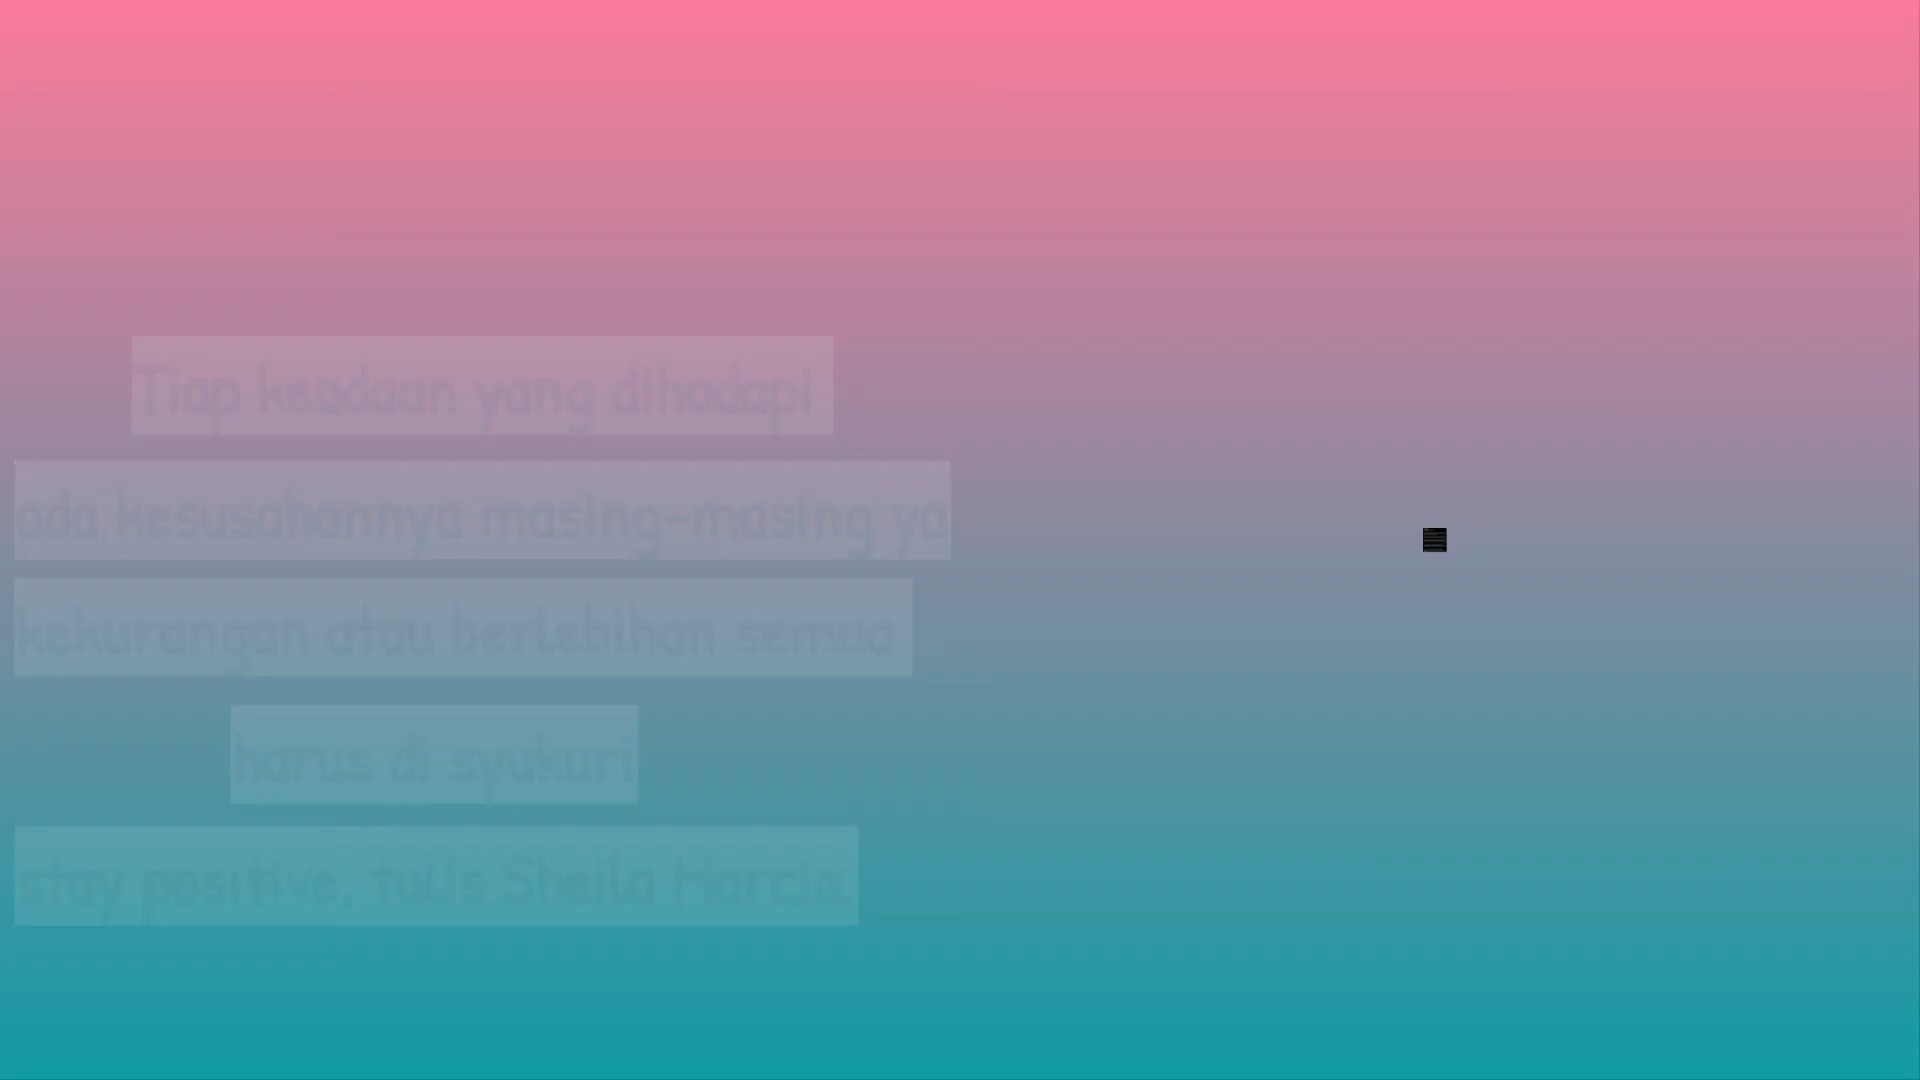 Tiap keadaan yang dihadapi
ada kesusahannya masing-masing ya
kekurangan atau berlebihan semua
harus di syukuri
stay positive, tulis Sheila Marcia